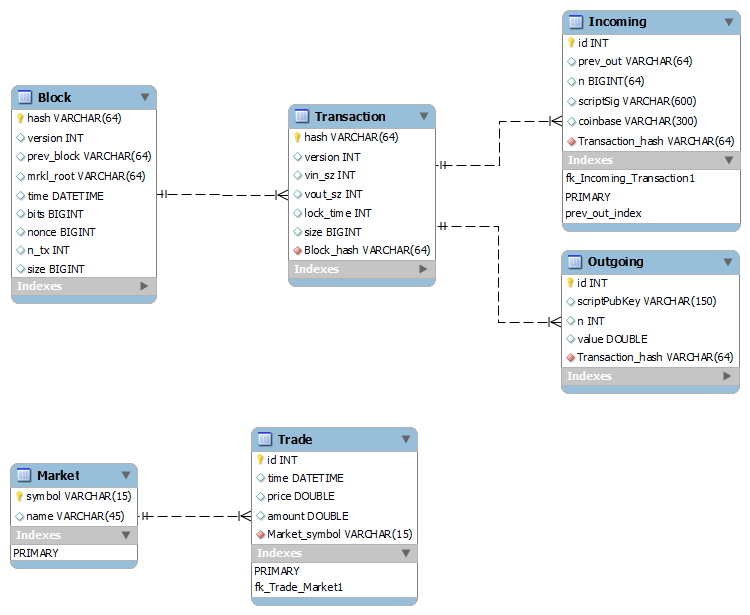 Block
hash VARCHAR(64)
version INT
prev_block VARCHAR(64)
mrkl_root VARCHAR(64)
time DATETIME
bits BIGINT
nonce BIGINT
n_tx INT
size BIGINT
Indexes
Transaction
hash VARCHAR(64)
version INT
vin_sz INT
vout_sz INT
lock_time INT
size BIGINT
Block_hash VARCHAR(64)
Indexes
Incoming
id INT
prev_out VARCHAR(64)
n BIGINT(64)
scriptSig VARCHAR(600)
coinbase VARCHAR(300)
Transaction_hash VARCHAR(64)
Indexes
fk_Incoming_Transaction1
PRIMARY
prev_out_index
Outgoing
id INT
scriptPubKey VARCHAR(150)
n INT
value DOUBLE
Transaction_hash VARCHAR(64)
Indexes
Market
symbol VARCHAR(15)
name VARCHAR(45)
Indexes
PRIMARY
Trade
id INT
time DATETIME
price DOUBLE
amount DOUBLE
Market_symbol VARCHAR(15)
Indexes
PRIMARY
fk_Trade_Market1